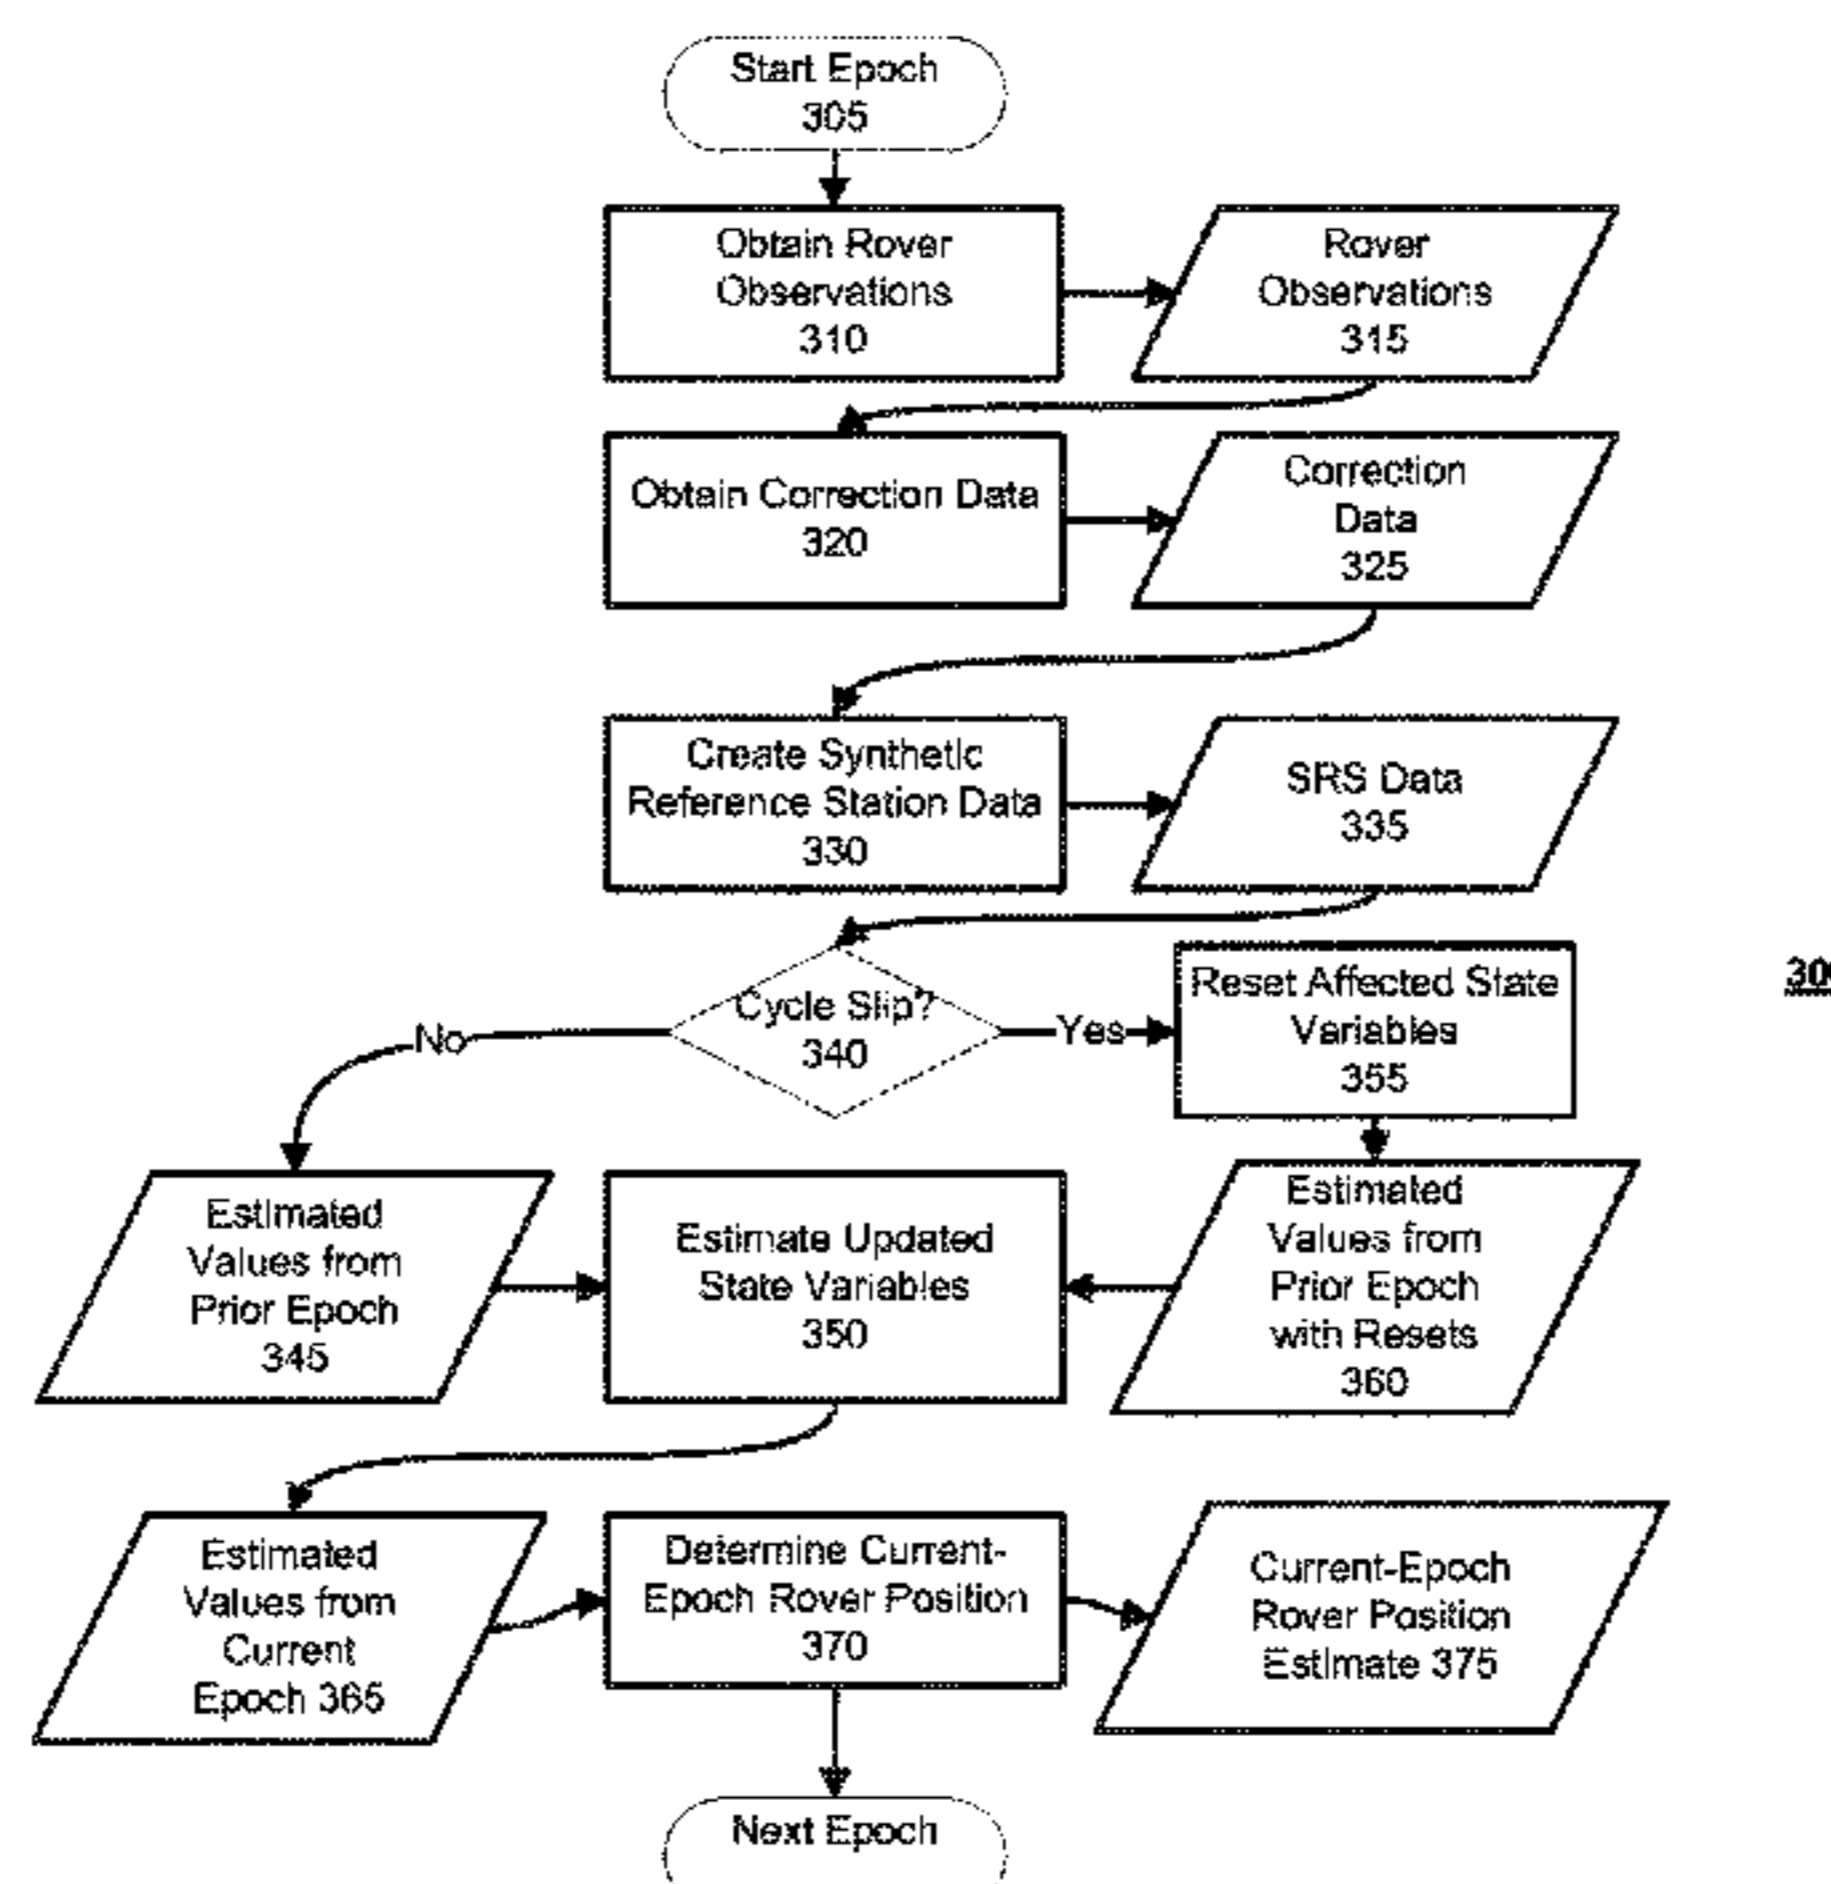 Start Epoch
305
Obtain Rover
Observations
310
Rover
Observations
315
Obtain Correction Data
320
Correction
Data
325
Create Synthetic
Reference Station Data
330
SRS Data
335
Cycle Slip?
340
No
Yes
Reset Affected State
Variables
355
Estimated
Values from
Prior Epoch
345
Estimate Updated
State Variables
350
Estimated
Values from
Prior Epoch
with Resets
360
Estimated
Values from
Current
Epoch 365
Determine Current-
Epoch Rover Position
370
Current-Epoch
Rover Position
Estimate 375
Next Epoch